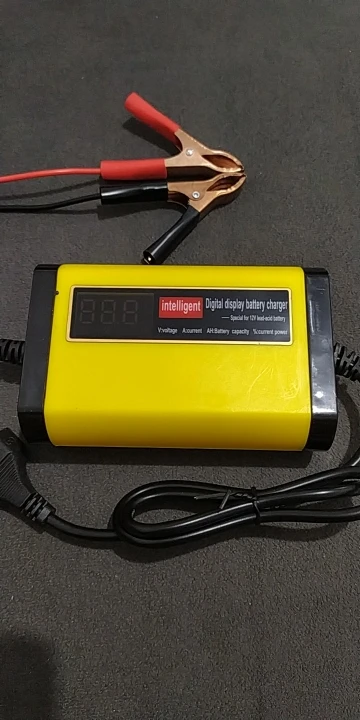 intelligent Digital display battery charger
Special for 12V lead-acid battery
V:voltage A:current AH:Battery capacity %:current power